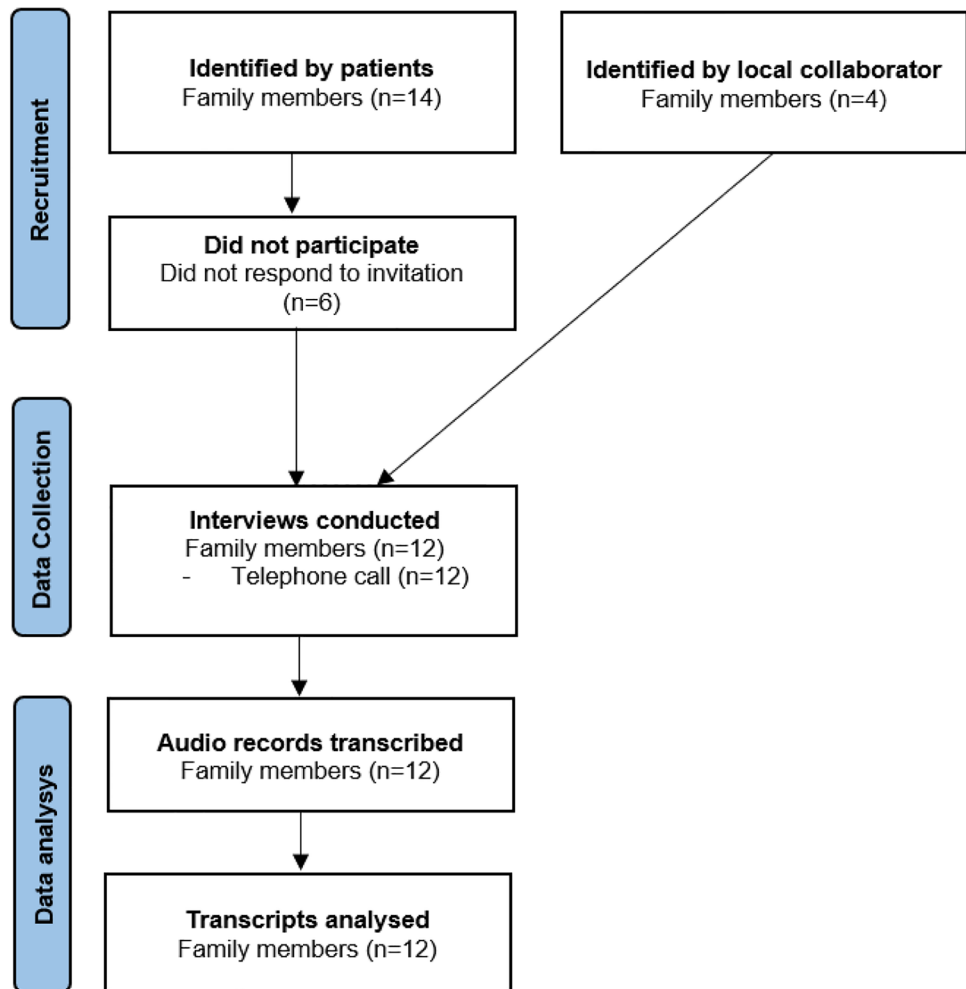 Recruitment
Identified by patients
Family members (n=14)
Identified by local collaborator
Family members (n=4)
Did not participate
Did not respond to invitation
(n=6)
Data Collection
Interviews conducted
Family members (n=12)
- Telephone call (n=12)
Data analysys
Audio records transcribed
Family members (n=12)
Transcripts analysed
Family members (n=12)